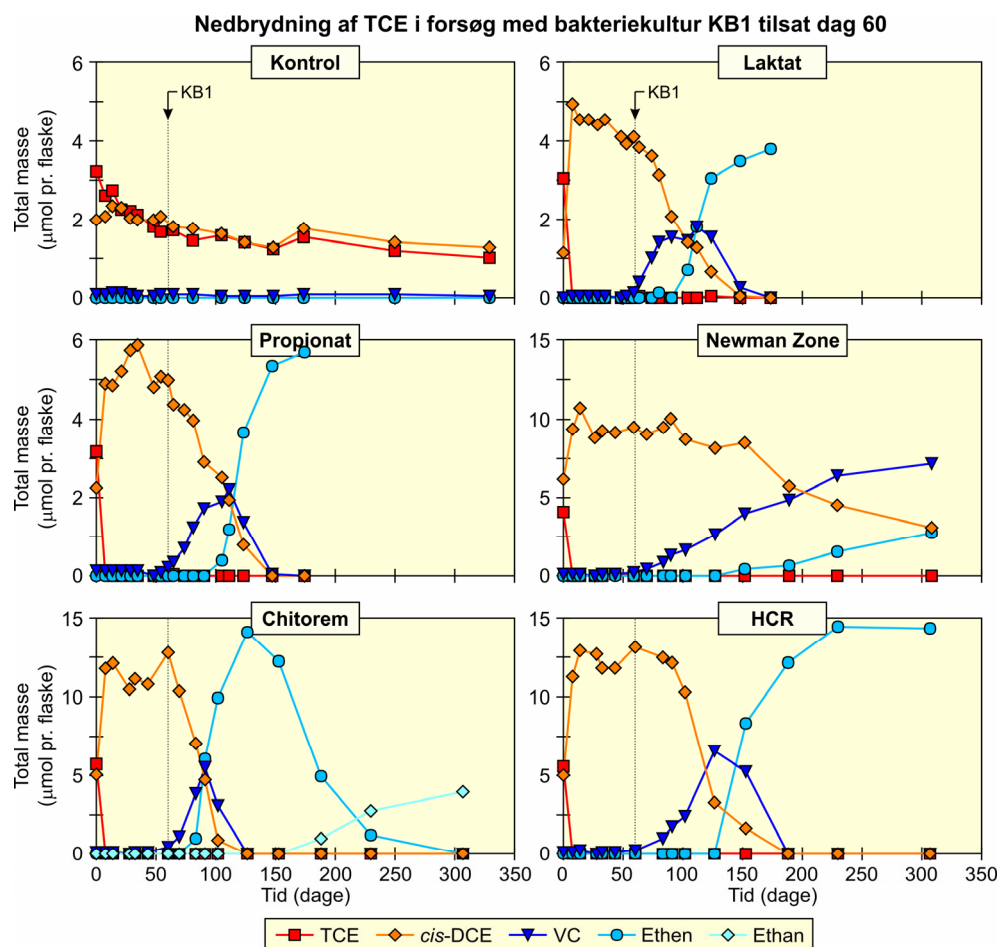 Nedbrydning af TCE i forsøg med bakteriekultur KB1 tilsat dag 60
Kontrol
Laktat
Total masse
(µmol pr. flaske)
6
4
2
0
KB1
6
4
2
0
KB1
Propionat
Newman Zone
Total masse
(µmol pr. flaske)
6
4
2
0
15
10
5
0
Chitorem
HCR
Total masse
(µmol pr. flaske)
15
10
5
0
15
10
5
0
0 50 100 150 200 250 300 350
0 50 100 150 200 250 300 350
Tid (dage)
Tid (dage)
TCE cis-DCE VC Ethen Ethan